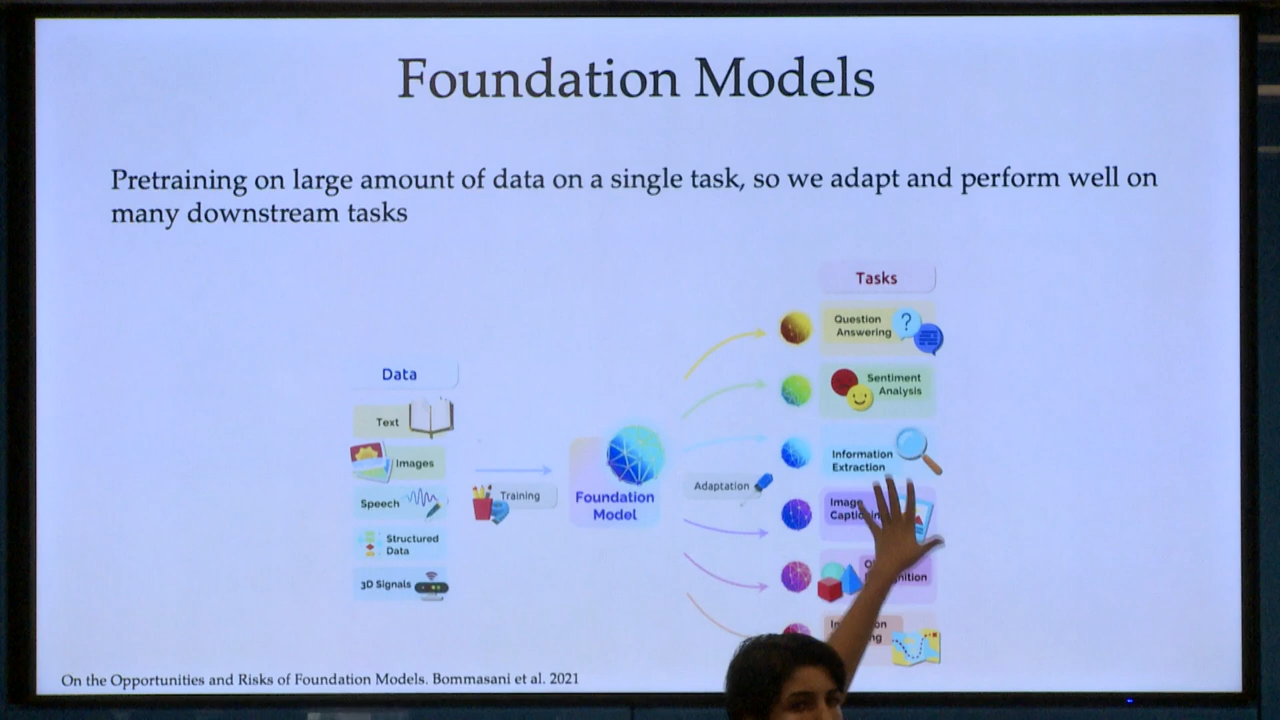 Foundation Models
Pretraining on large amount of data on a single task, so we adapt and perform well on
many downstream tasks
Data
Text
Images
Speech
Structured
Data
3D Signals
Training
Foundation
Model
Adaptation
Tasks
Question
Answering
?
Sentiment
Analysis
Information
Extraction
Image
On the Opportunities and Risks of Foundation Models. Bommasani et al. 2021